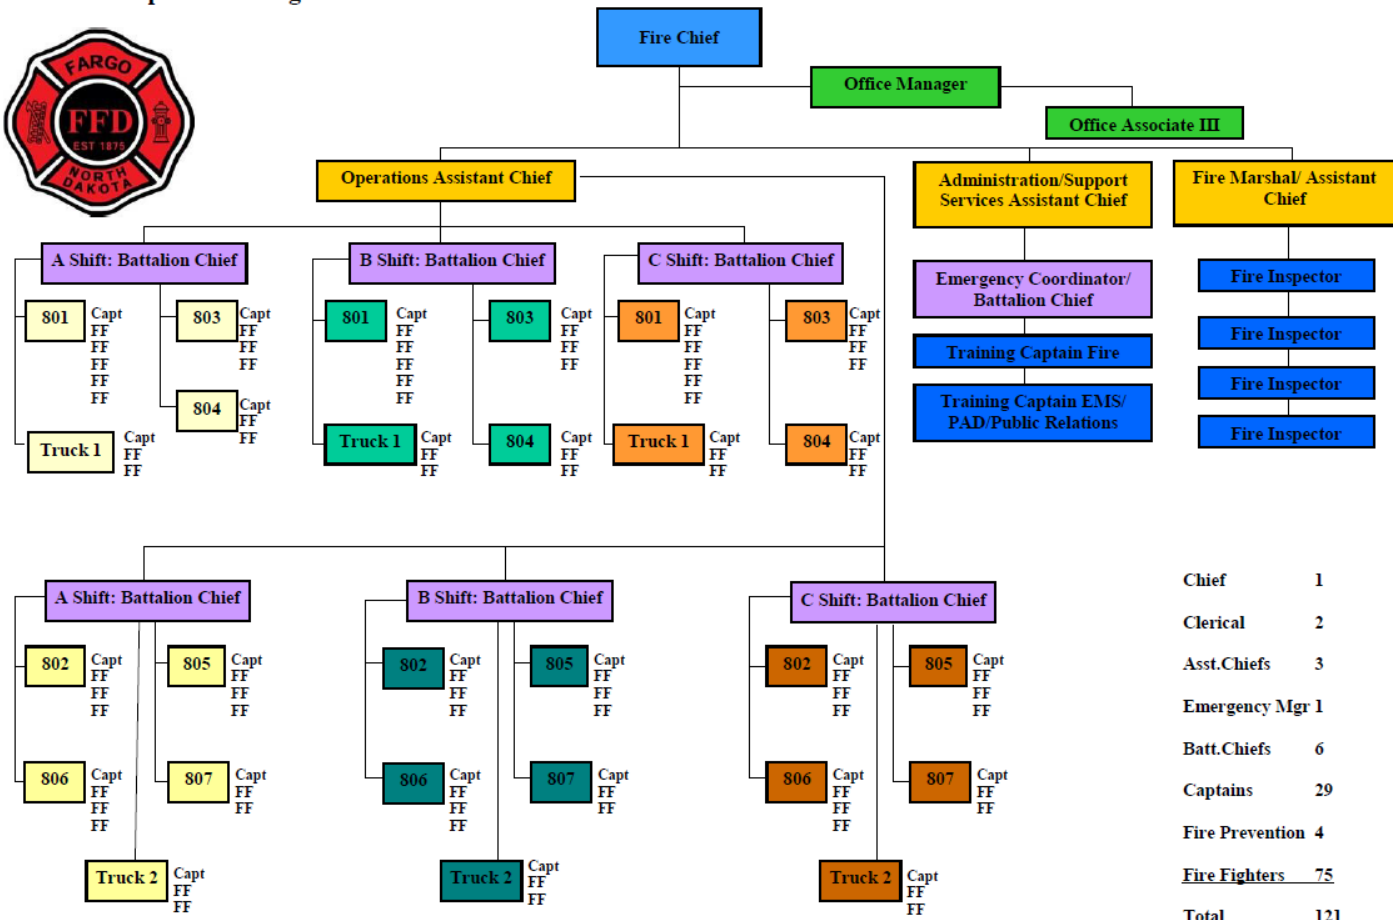 Fire Chief
Office Manager
Office Associate III
FARGO
FFD
EST 1875
NORTH
DAKOTA
Operations Assistant Chief
Administration/Support
Services Assistant Chief
Fire Marshal/ Assistant
Chief
A Shift: Battalion Chief
B Shift: Battalion Chief
C Shift: Battalion Chief
Emergency Coordinator/
Battalion Chief
Training Captain Fire
Training Captain EMS/
PAD/Public Relations
Fire Inspector
Fire Inspector
Fire Inspector
Fire Inspector
801
Capt
FF
FF
FF
FF
FF
803
Capt
FF
FF
FF
804
Capt
FF
FF
Truck 1
Capt
FF
FF
801
Capt
FF
FF
FF
FF
FF
803
Capt
FF
FF
FF
Truck 1
Capt
FF
FF
804
Capt
FF
FF
801
Capt
FF
FF
FF
FF
FF
803
Capt
FF
FF
FF
Truck 1
Capt
FF
FF
804
Capt
FF
FF
A Shift: Battalion Chief
802
Capt
FF
FF
FF
805
Capt
FF
FF
FF
806
Capt
FF
FF
FF
807
Capt
FF
FF
Truck 2
Capt
FF
FF
B Shift: Battalion Chief
802
Capt
FF
FF
FF
805
Capt
FF
FF
FF
806
Capt
FF
FF
FF
807
Capt
FF
FF
Truck 2
Capt
FF
FF
C Shift: Battalion Chief
802
Capt
FF
FF
FF
805
Capt
FF
FF
FF
806
Capt
FF
FF
FF
807
Capt
FF
FF
Truck 2
Capt
FF
FF
Chief 1
Clerical 2
Asst.Chiefs 3
Emergency Mgr 1
Batt.Chiefs 6
Captains 29
Fire Prevention 4
Fire Fighters 75
Total 121